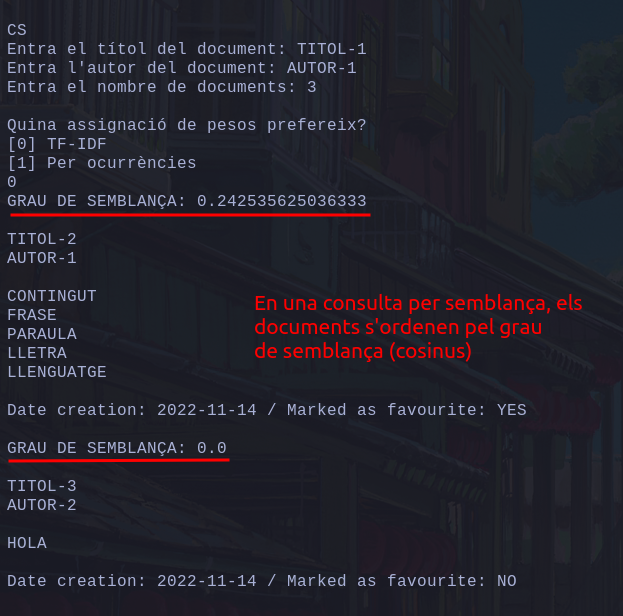 CS
Entra el títol del document: TITOL-1
Entra l'autor del document: AUTOR-1
Entra el nombre de documents: 3
Quina assignació de pesos prefereix?
[0] TF-IDF
[1] Per ocurrències
0
GRAU DE SEMBLANÇA: 0.242535625036333
TITOL-2
AUTOR-1
CONTINGUT
FRASE
PARAULA
LLETRA
LLENGUATGE
En una consulta per semblança, els
documents s'ordenen pel grau
de semblança (cosinus)
Date creation: 2022-11-14 / Marked as favourite: YES
GRAU DE SEMBLANÇA: 0.0
TITOL-3
AUTOR-2
HOLA
Date creation: 2022-11-14 / Marked as favourite: NO